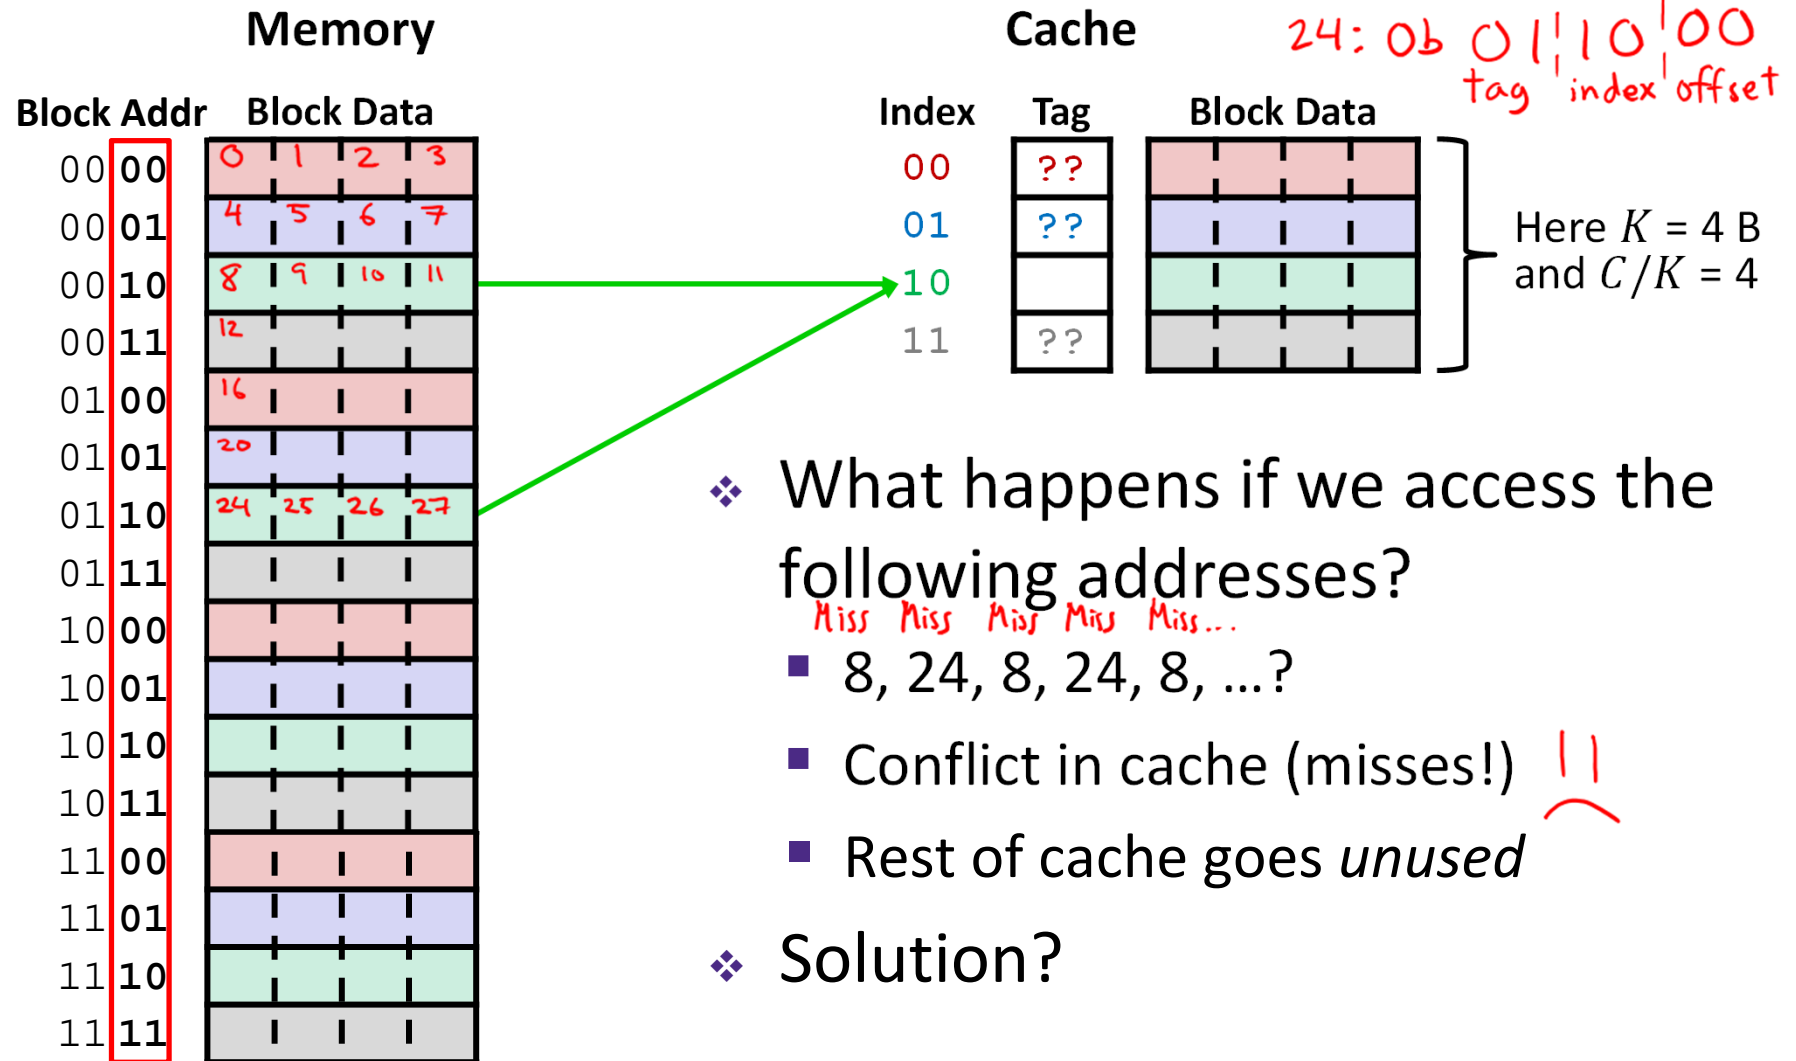 Memory
Cache
24: 0b 01 10 00
tag index offset
Block Addr Block Data
Index Tag Block Data
00 00 0 1 2 3
00 01 4 5 6 7
00 10 8 9 10 11
00 11 12
01 00 16
01 01 20
01 10 24 25 26 27
01 11
10 00
10 01
10 10
10 11
11 00
11 01
11 10
11 11
00 ??
01 ??
10
11 ??
Here K = 4 B
and C/K = 4
What happens if we access the
following addresses?
Miss Miss Miss Miss Miss...
8, 24, 8, 24, 8, ...?
Conflict in cache (misses!)
Rest of cache goes unused
Solution?